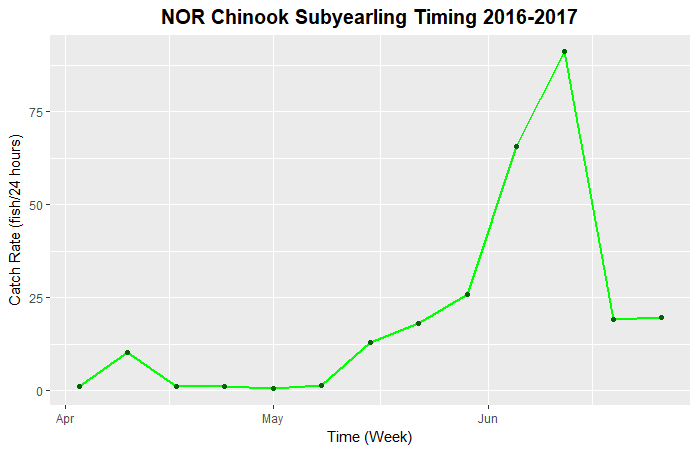 NOR Chinook Subyearling Timing 2016-2017
Catch Rate (fish/24 hours)
75
50
25
0
Apr May Jun
Time (Week)